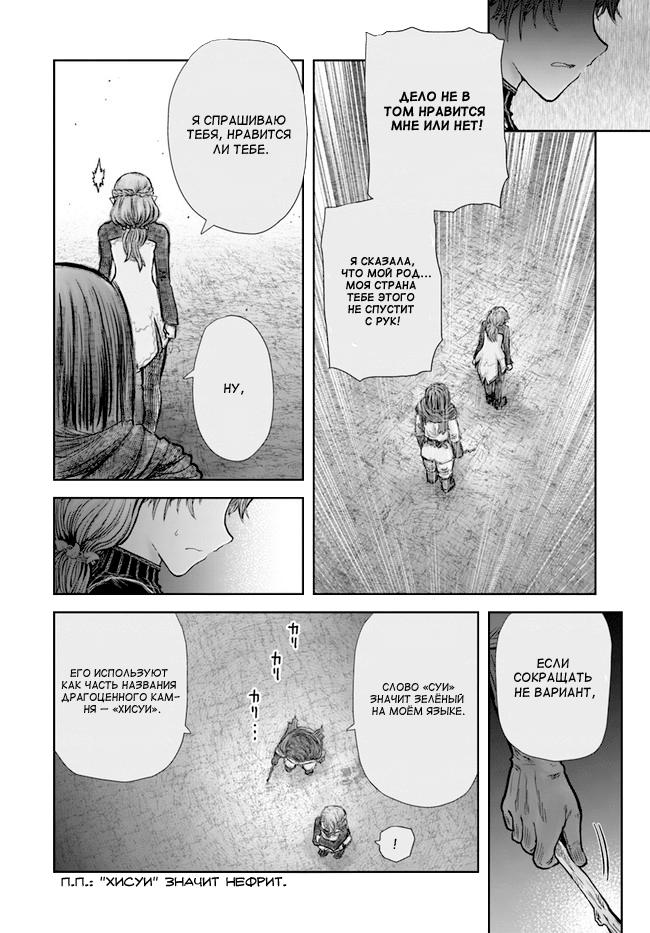 ДЕЛО НЕ В
ТОМ НРАВИТСЯ
МНЕ ИЛИ НЕТ!
Я СКАЗАЛА,
ЧТО МОЙ РОД...
МОЯ СТРАНА
ТЕБЕ ЭТОГО
НЕ СПУСТИТ
С РУК!
Я СПРАШИВАЮ
ТЕБЯ, НРАВИТСЯ
ЛИ ТЕБЕ.
НУ,
ЕСЛИ
СОКРАЩАТЬ
НЕ ВАРИАНТ,
СЛОВО «СУИ»
ЗНАЧИТ ЗЕЛЁНЫЙ
НА МОЁМ ЯЗЫКЕ.
カリ
カリ…
!
ЕГО ИСПОЛЬЗУЮТ
КАК ЧАСТЬ НАЗВАНИЯ
ДРАГОЦЕННОГО КАМ-
НЯ — «ХИСУИ».
П.П.: "ХИСУИ" ЗНАЧИТ НЕФРИТ.